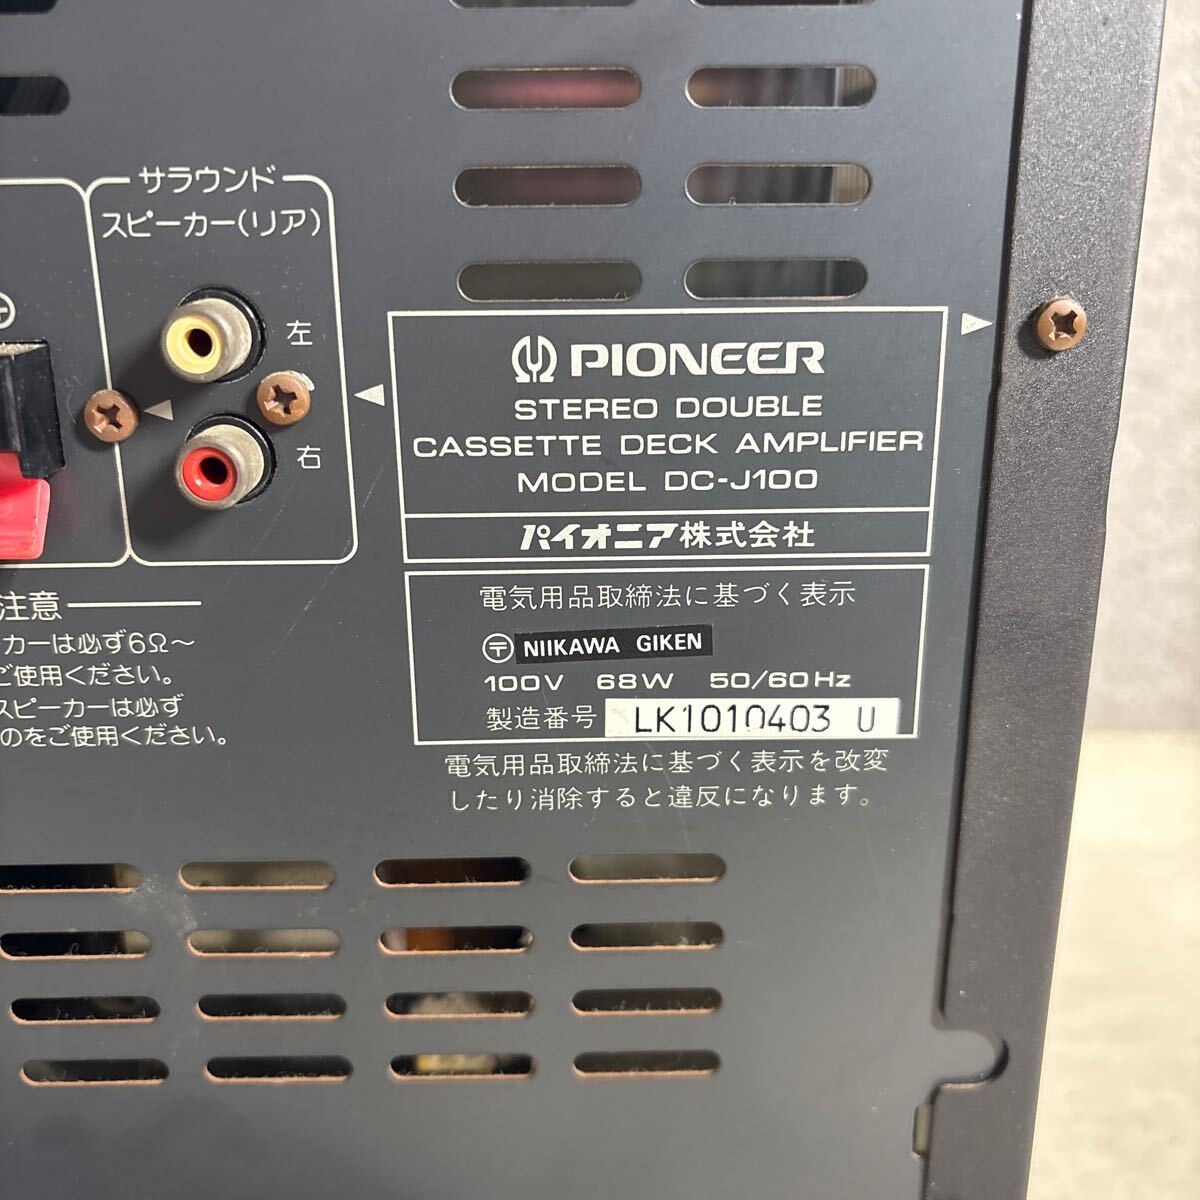 サラウンド
スピーカー(リア)
左
右
PIONEER
STEREO DOUBLE
CASSETTE DECK AMPLIFIER
MODEL DC-J100
パイオニア株式会社
電気用品取締法に基づく表示
〒 NIIKAWA GIKEN
100V 68W 50/60Hz
製造番号 LK1010403 U
電気用品取締法に基づく表示を改変
したり消除すると違反になります。
注意
カーは必ず6Ω～
ご使用ください。
スピーカーは必ず
のをご使用ください。